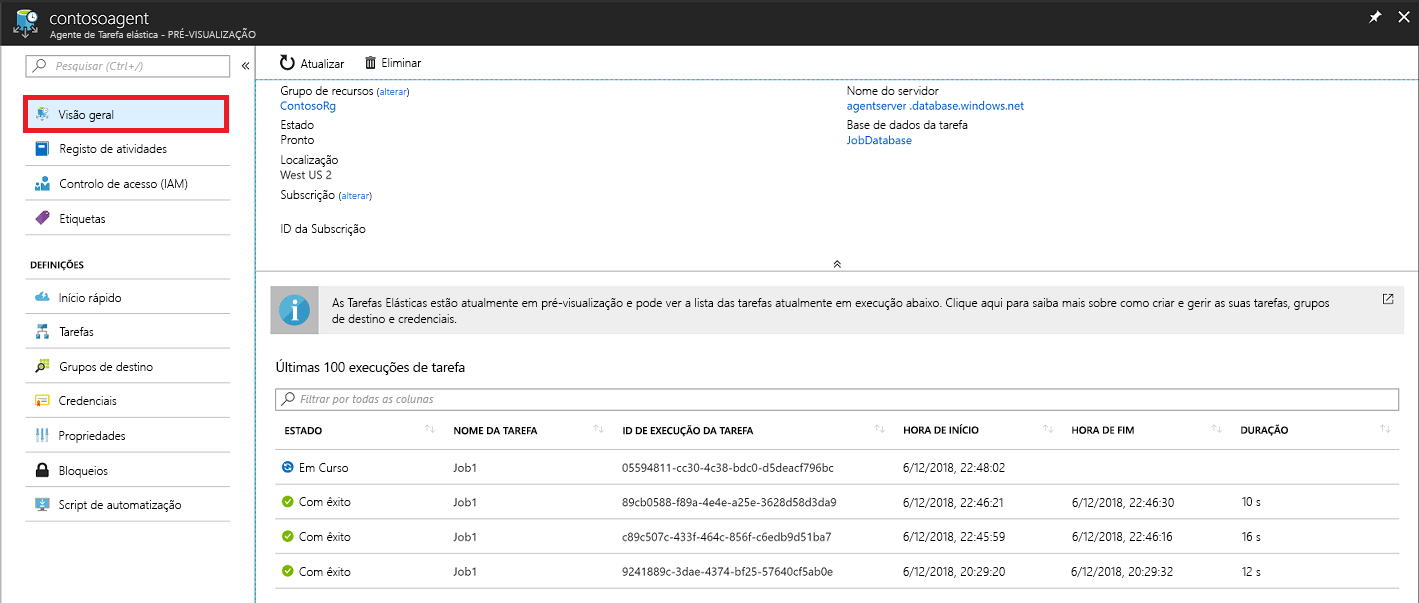 contosoagent
Agente de Tarefa elástica - PRÉ-VISUALIZAÇÃO
Pesquisar (Ctrl+/)
«
Visão geral
Registo de atividades
Controlo de acesso (IAM)
Etiquetas
DEFINIÇÕES
Início rápido
Tarefas
Grupos de destino
Credenciais
Propriedades
Bloqueios
Script de automatização
Atualizar Eliminar
Grupo de recursos (alterar)
ContosoRg
Estado
Pronto
Localização
West US 2
Subscrição (alterar)
ID da Subscrição
Nome do servidor
agentserver .database.windows.net
Base de dados da tarefa
JobDatabase
As Tarefas Elásticas estão atualmente em pré-visualização e pode ver a lista das tarefas atualmente em execução abaixo. Clique aqui para saiba mais sobre como criar e gerir as suas tarefas, grupos
de destino e credenciais.
Últimas 100 execuções de tarefa
Filtrar por todas as colunas
ESTADO NOME DA TAREFA ID DE EXECUÇÃO DA TAREFA HORA DE INÍCIO HORA DE FIM DURAÇÃO
Em Curso Job1 05594811-cc30-4c38-bdc0-d5deacf796bc 6/12/2018, 22:48:02
Com êxito Job1 89cb0588-f89a-4e4e-a25e-3628d58d3da9 6/12/2018, 22:46:21 6/12/2018, 22:46:30 10 s
Com êxito Job1 c89c507c-433f-464c-856f-c6edb9d51ba7 6/12/2018, 22:45:59 6/12/2018, 22:46:16 16 s
Com êxito Job1 9241889c-3dae-4374-bf25-57640cf5ab0e 6/12/2018, 20:29:20 6/12/2018, 20:29:32 12 s